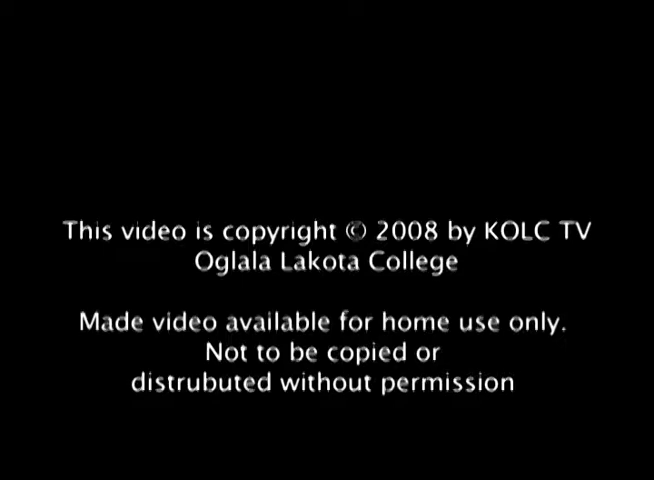 This video is copyright © 2008 by KOLC TV
Oglala Lakota College
Made video available for home use only.
Not to be copied or
distrubuted without permission